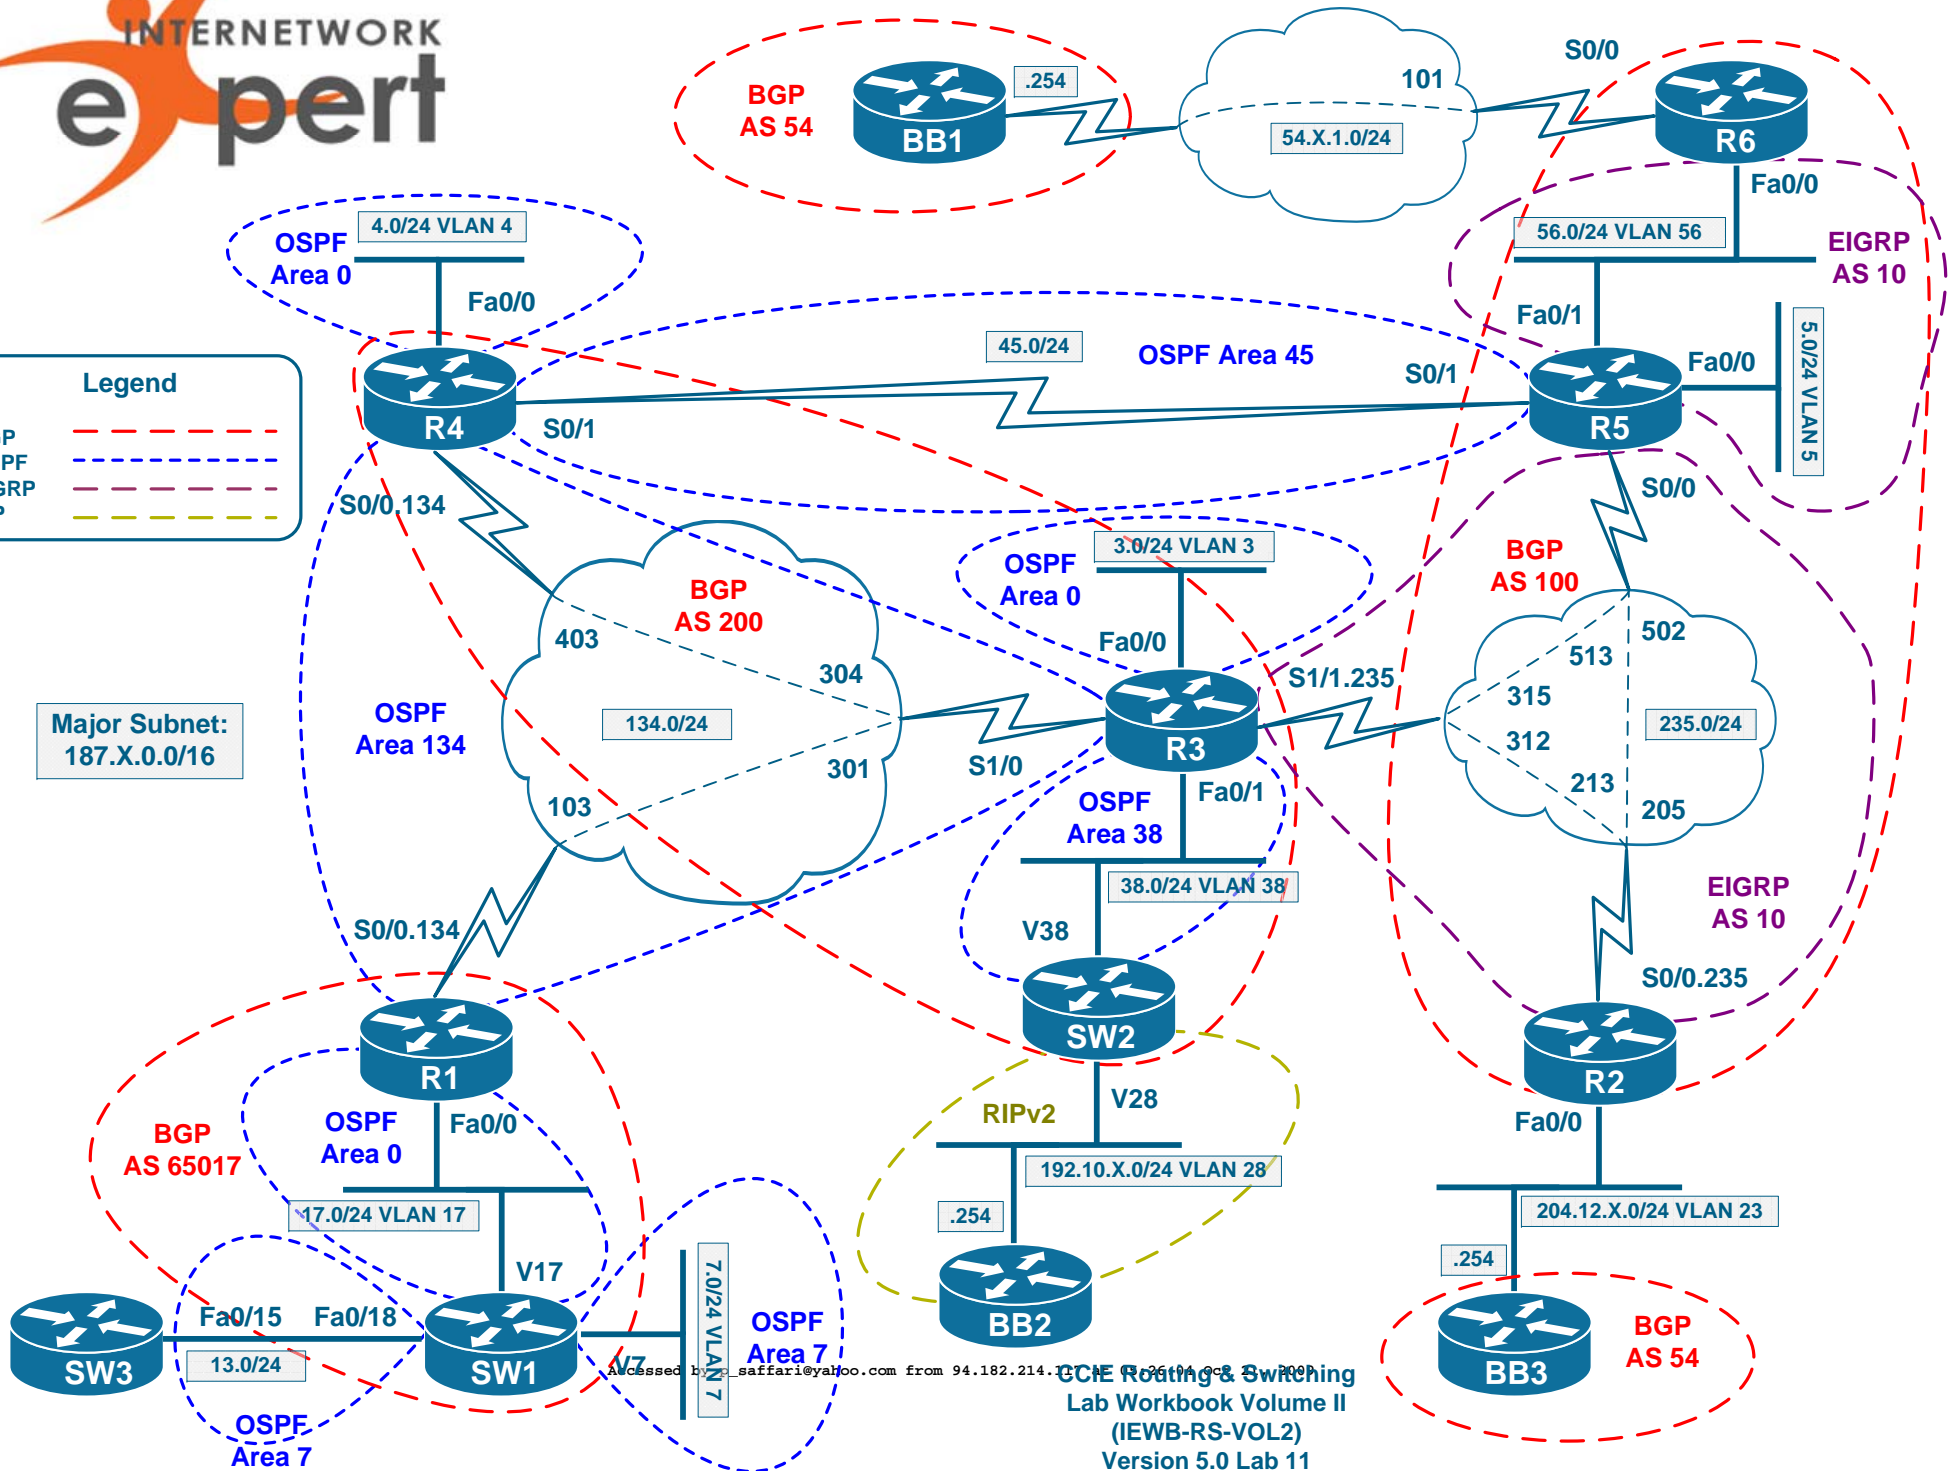 INTERNETWORK
expert
BGP
AS 54
BB1
.254
54.X.1.0/24
101
S0/0
R6
Fa0/0
56.0/24 VLAN 56
EIGRP
AS 10
Fa0/1
Fa0/0
5.0/24 VLAN 5
R5
S0/1
S0/0
OSPF
Area 0
4.0/24 VLAN 4
Fa0/0
R4
S0/1
45.0/24
OSPF Area 45
S0/0.134
Legend
Major Subnet:
187.X.0.0/16
403
BGP
AS 200
304
134.0/24
301
103
OSPF
Area 134
OSPF
Area 0
3.0/24 VLAN 3
Fa0/0
R3
S1/0
S1/1.235
Fa0/1
BGP
AS 100
502
513
315
312
235.0/24
213
205
EIGRP
AS 10
OSPF
Area 38
38.0/24 VLAN 38
V38
SW2
S0/0.235
R2
Fa0/0
204.12.X.0/24 VLAN 23
.254
BB3
BGP
AS 54
RIPv2
V28
192.10.X.0/24 VLAN 28
.254
BB2
S0/0.134
R1
Fa0/0
OSPF
Area 0
BGP
AS 65017
17.0/24 VLAN 17
V17
SW3
Fa0/15
Fa0/18
13.0/24
SW1
OSPF
Area 7
V7
7.0/24 VLAN 7
OSPF
Area 7
CCIE Routing & Switching
Lab Workbook Volume II
(IEWB-RS-VOL2)
Version 5.0 Lab 11